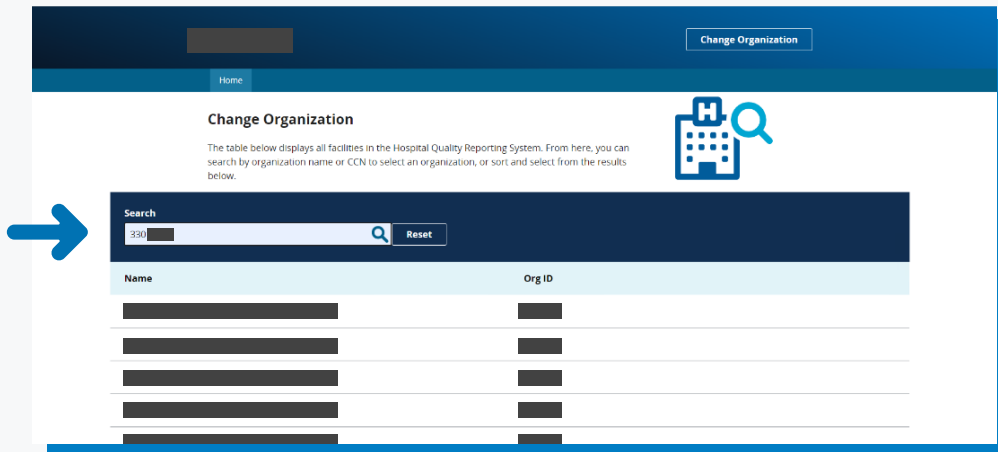 Change Organization
Home
Change Organization
The table below displays all facilities in the Hospital Quality Reporting System. From here, you can
search by organization name or CCN to select an organization, or sort and select from the results
below.
H
Search
330
Reset
Name
Org ID